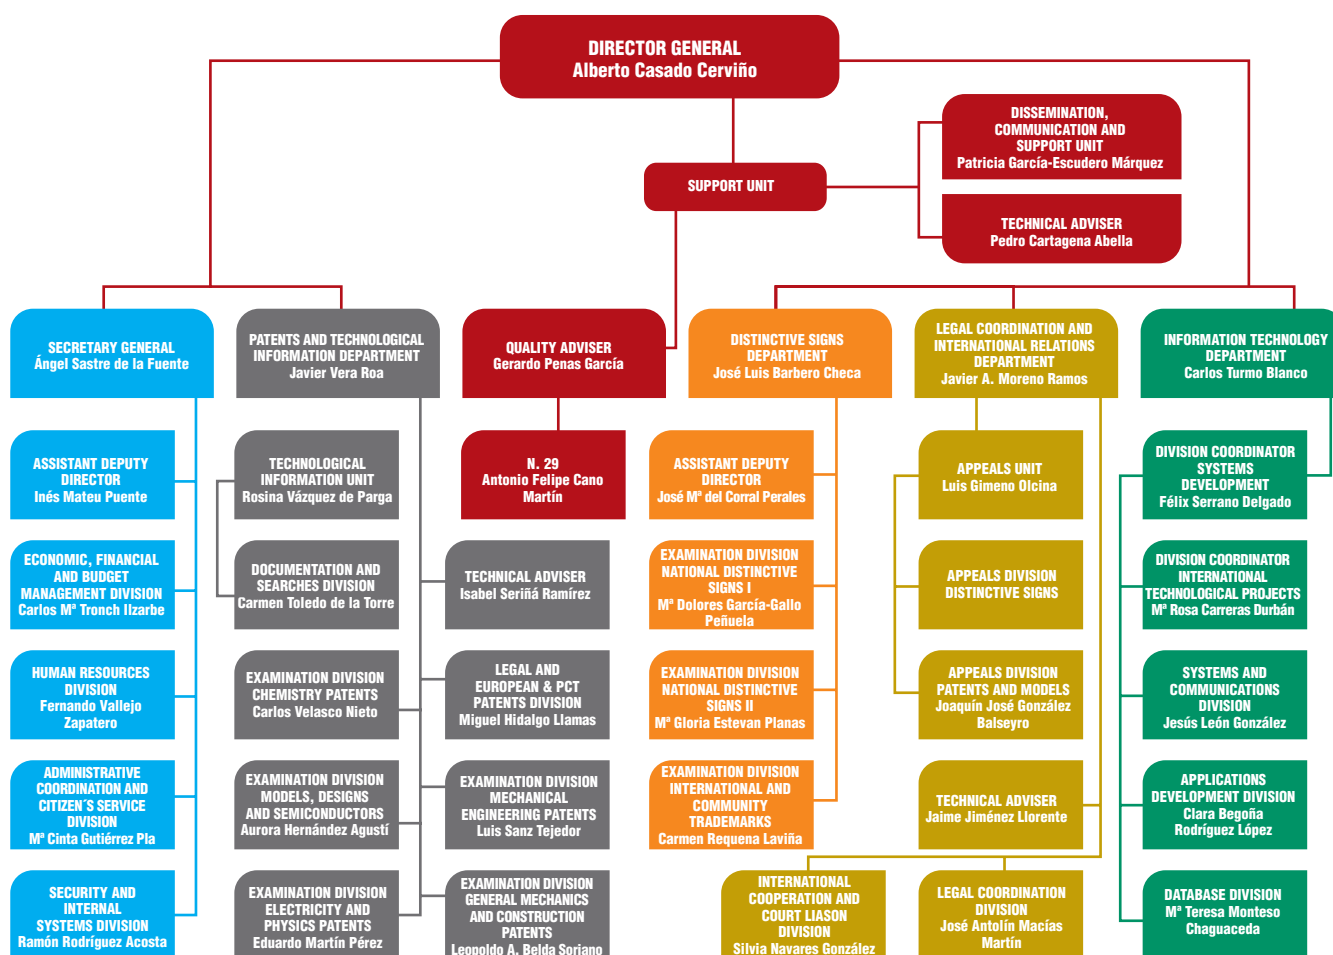 DIRECTOR GENERAL
Alberto Casado Cerviño
DISSEMINATION,
COMMUNICATION AND
SUPPORT UNIT
Patricia García-Escudero Márquez
SUPPORT UNIT
TECHNICAL ADVISER
Pedro Cartagena Abella
SECRETARY GENERAL
Ángel Sastre de la Fuente
PATENTS AND TECHNOLOGICAL
INFORMATION DEPARTMENT
Javier Vera Roa
QUALITY ADVISER
Gerardo Penas García
DISTINCTIVE SIGNS
DEPARTMENT
José Luis Barbero Checa
LEGAL COORDINATION AND
INTERNATIONAL RELATIONS
DEPARTMENT
Javier A. Moreno Ramos
INFORMATION TECHNOLOGY
DEPARTMENT
Carlos Turmo Blanco
ASSISTANT DEPUTY
DIRECTOR
Inés Mateu Puente
TECHNOLOGICAL
INFORMATION UNIT
Rosina Vázquez de Parga
N. 29
Antonio Felipe Cano
Martín
ASSISTANT DEPUTY
DIRECTOR
José Mª del Corral Perales
APPEALS UNIT
Luis Gimeno Olcina
DIVISION COORDINATOR
SYSTEMS
DEVELOPMENT
Félix Serrano Delgado
ECONOMIC, FINANCIAL
AND BUDGET
MANAGEMENT DIVISION
Carlos Mª Tronch Ilzarbe
DOCUMENTATION AND
SEARCHES DIVISION
Carmen Toledo de la Torre
TECHNICAL ADVISER
Isabel Seriñá Ramírez
EXAMINATION DIVISION
NATIONAL DISTINCTIVE
SIGNS I
Mª Dolores García-Gallo
Peñuela
APPEALS DIVISION
DISTINCTIVE SIGNS
DIVISION COORDINATOR
INTERNATIONAL
TECHNOLOGICAL PROJECTS
Mª Rosa Carreras Durbán
HUMAN RESOURCES
DIVISION
Fernando Vallejo
Zapatero
EXAMINATION DIVISION
CHEMISTRY PATENTS
Carlos Velasco Nieto
LEGAL AND
EUROPEAN & PCT
PATENTS DIVISION
Miguel Hidalgo Llamas
EXAMINATION DIVISION
NATIONAL DISTINCTIVE
SIGNS II
Mª Gloria Estevan Planas
APPEALS DIVISION
PATENTS AND MODELS
Joaquín José González
Balseyro
SYSTEMS AND
COMMUNICATIONS
DIVISION
Jesús León González
ADMINISTRATIVE
COORDINATION AND
CITIZEN´S SERVICE
DIVISION
Mª Cinta Gutiérrez Pla
EXAMINATION DIVISION
MODELS, DESIGNS
AND SEMICONDUCTORS
Aurora Hernández Agustí
EXAMINATION DIVISION
MECHANICAL
ENGINEERING PATENTS
Luis Sanz Tejedor
EXAMINATION DIVISION
INTERNATIONAL AND
COMMUNITY
TRADEMARKS
Carmen Requena Laviña
TECHNICAL ADVISER
Jaime Jiménez Llorente
APPLICATIONS
DEVELOPMENT DIVISION
Clara Begoña
Rodríguez López
SECURITY AND
INTERNAL
SYSTEMS DIVISION
Ramón Rodríguez Acosta
EXAMINATION DIVISION
ELECTRICITY AND
PHYSICS PATENTS
Eduardo Martín Pérez
EXAMINATION DIVISION
GENERAL MECHANICS
AND CONSTRUCTION
PATENTS
Leopoldo A. Belda Soriano
INTERNATIONAL
COOPERATION AND
COURT LIASON
DIVISION
Silvia Navares González
LEGAL COORDINATION
DIVISION
José Antolín Macías
Martín
DATABASE DIVISION
Mª Teresa Monteso
Chaguaceda